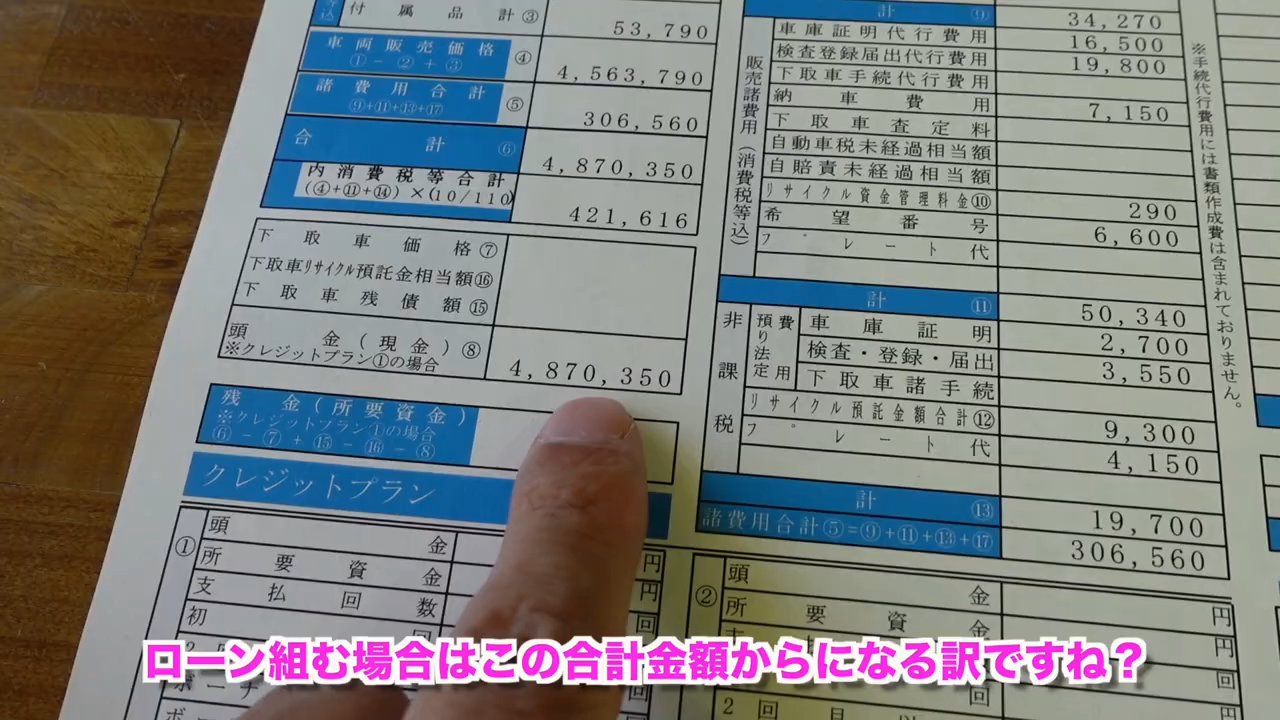 付属品計③ 53,790
車両販売価格 ④ 4,563,790
①-②+③
諸費用合計 ⑤ 306,560
⑨+⑪+⑬+⑰
合計 ⑥ 4,870,350
内消費税等合計
(④+⑪+⑭)×(10/110) 421,616
下取車価格⑦
下取車リサイクル預託金相当額⑯
下取車残債額⑮
頭金(現金)⑧ 4,870,350
※クレジットプラン①の場合
残金(所要資金)
※クレジットプラン①の場合
⑥-⑦+⑮-⑯-⑧
クレジットプラン
①
頭金 円
所要資金 円
支払回数 回
初回
計 ⑨ 34,270
販売諸費用(消費税等込)
車庫証明代行費用 16,500
検査登録届出代行費用 19,800
下取車手続代行費用
納車費用 7,150
下取車査定料
自動車税未経過相当額
自賠責未経過相当額
リサイクル資金管理料金⑩ 290
希望番号 6,600
プレート代
計 ⑪ 50,340
非課税
預り法定費用
車庫証明 2,700
検査・登録・届出 3,550
下取車諸手続
リサイクル預託金額合計⑫ 9,300
プレート代 4,150
計 ⑬ 19,700
諸費用合計⑤=⑨+⑪+⑬+⑰ 306,560
②
頭金 円
所要資金 円
回
2回目以
※手続代行費用には書類作成費は含まれておりません。
ローン組む場合はこの合計金額からになる訳ですね？